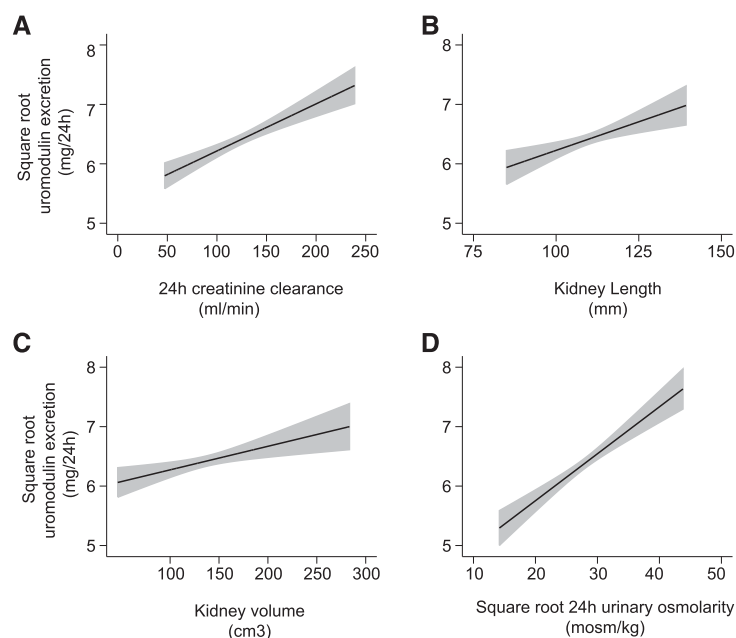 A
8
7
6
5
Square root
uromodulin excretion
(mg/24h)
0 50 100 150 200 250
24h creatinine clearance
(ml/min)
B
8
7
6
5
75 100 125 150
Kidney Length
(mm)
C
8
7
6
5
Square root
uromodulin excretion
(mg/24h)
100 150 200 250 300
Kidney volume
(cm3)
D
8
7
6
5
10 20 30 40 50
Square root 24h urinary osmolarity
(mosm/kg)